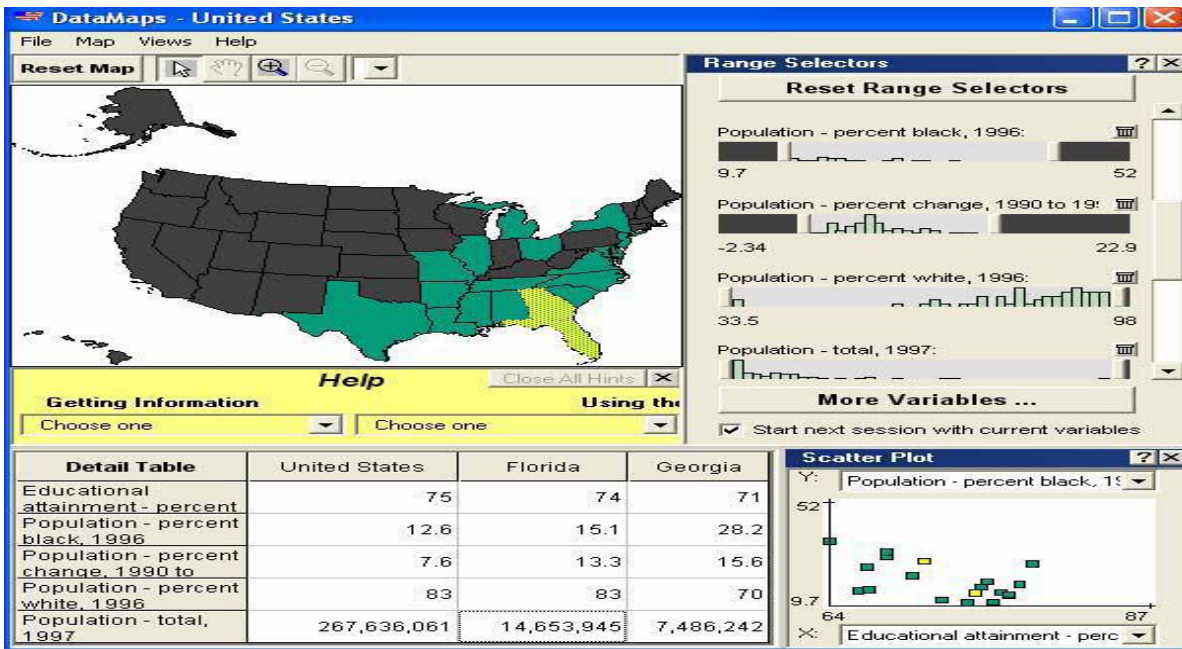 DataMaps - United States
File Map Views Help
Reset Map
Range Selectors
Reset Range Selectors
Population - percent black, 1996:
9.7 52
Population - percent change, 1990 to 19
-2.34 22.9
Population - percent white, 1996:
33.5 98
Population - total, 1997:
More Variables ...
Start next session with current variables
Help
Close All Hints
Getting Information Using the
Choose one Choose one
Detail Table United States Florida Georgia
Educational
attainment - percent 75 74 71
Population - percent
black, 1996 12.6 15.1 28.2
Population - percent
change, 1990 to 7.6 13.3 15.6
Population - percent
white, 1996 83 83 70
Population - total,
1997 267,636,061 14,653,945 7,486,242
Scatter Plot
Y: Population - percent black, 19
52
9.7
64 87
X: Educational attainment - perc